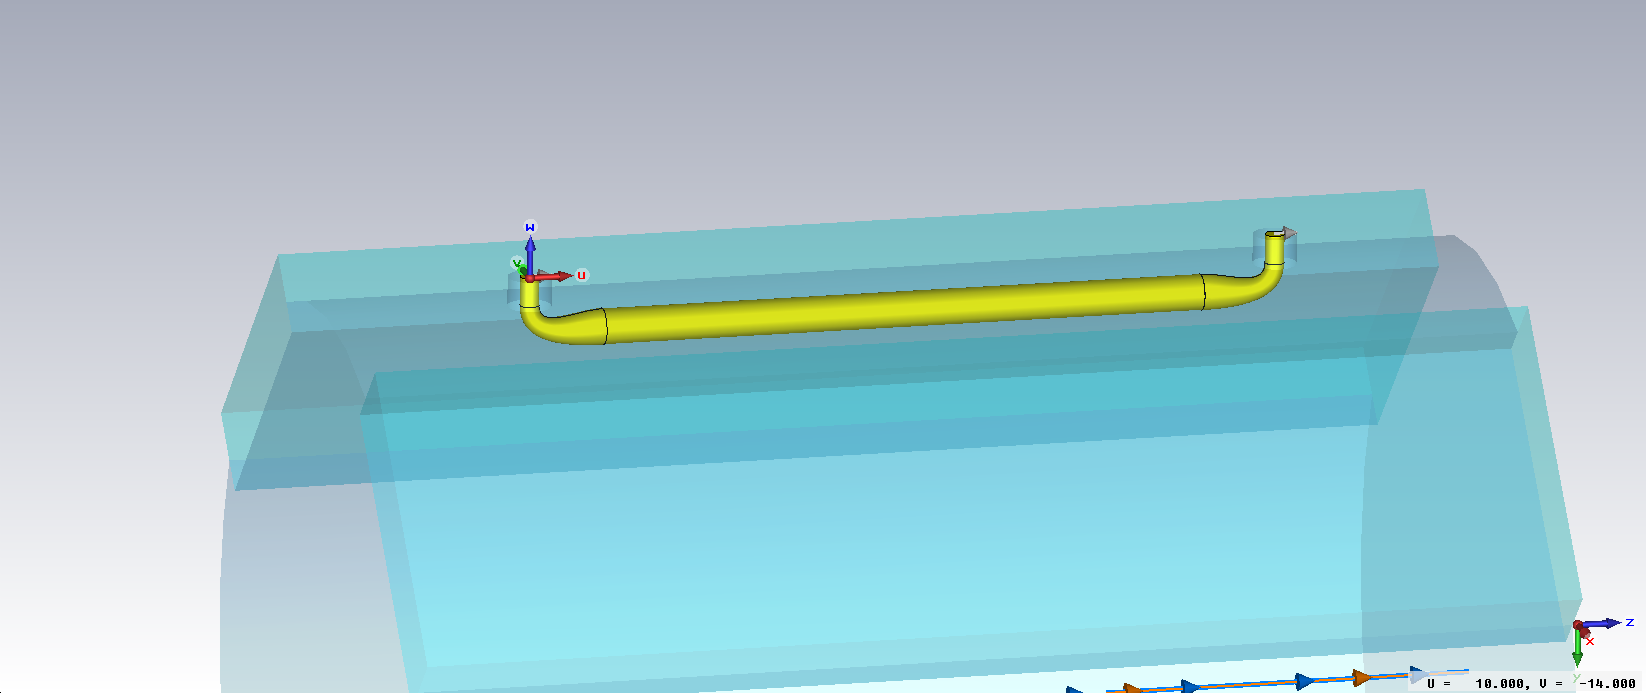 W
V
U
Z
X
Y
U = 10.000, V = -14.000